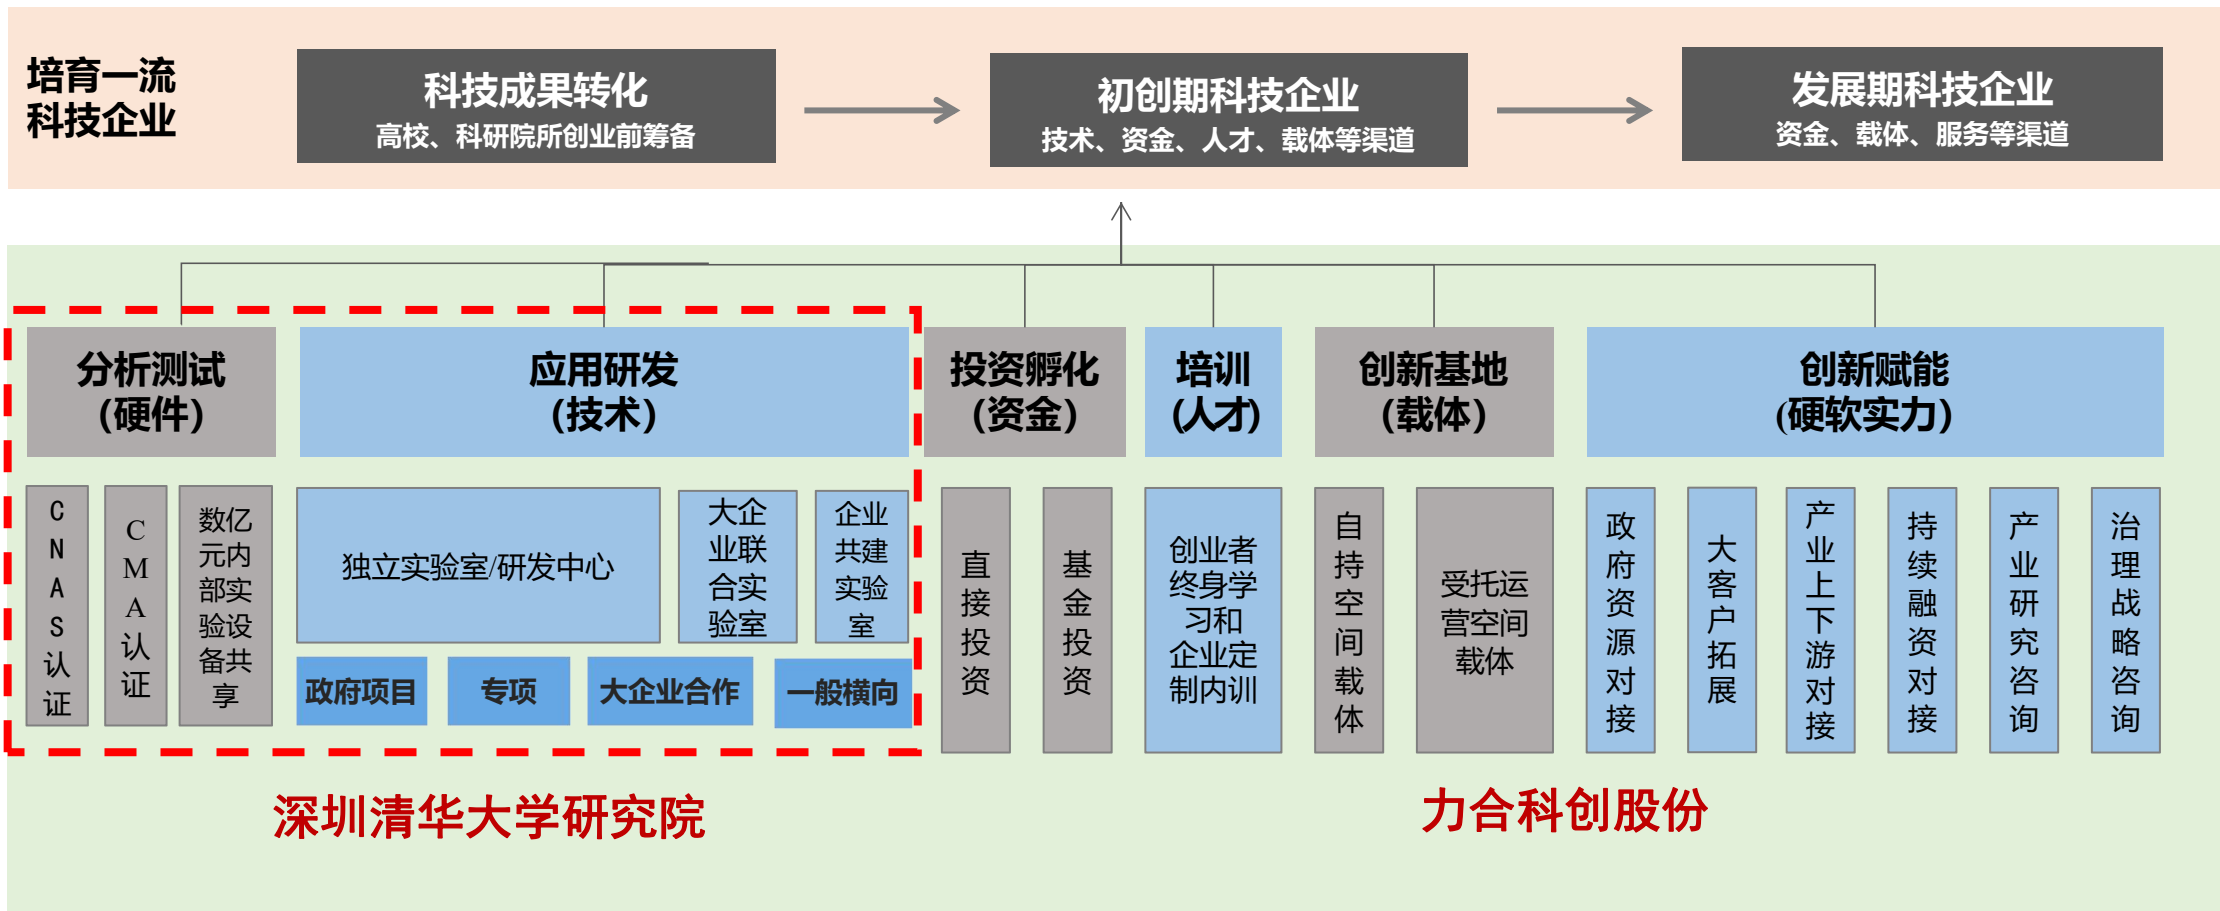 培育一流
科技企业
科技成果转化
高校、科研院所创业前筹备
初创期科技企业
技术、资金、人才、载体等渠道
发展期科技企业
资金、载体、服务等渠道
分析测试
（硬件）
应用研发
（技术）
投资孵化
（资金）
培训
（人才）
创新基地
（载体）
创新赋能
(硬软实力）
CNAS认证
CMA认证
数亿
元内
部实
验设
备共
享
独立实验室/研发中心
大企
业联
合实
验室
企业
共建
实验
室
政府项目
专项
大企业合作
一般横向
直接投资
基金投资
创业者
终身学
习和
企业定
制内训
自持空间载体
受托运
营空间
载体
政府资源对接
大客户拓展
产业上下游对接
持续融资对接
产业研究咨询
治理战略咨询
深圳清华大学研究院
力合科创股份